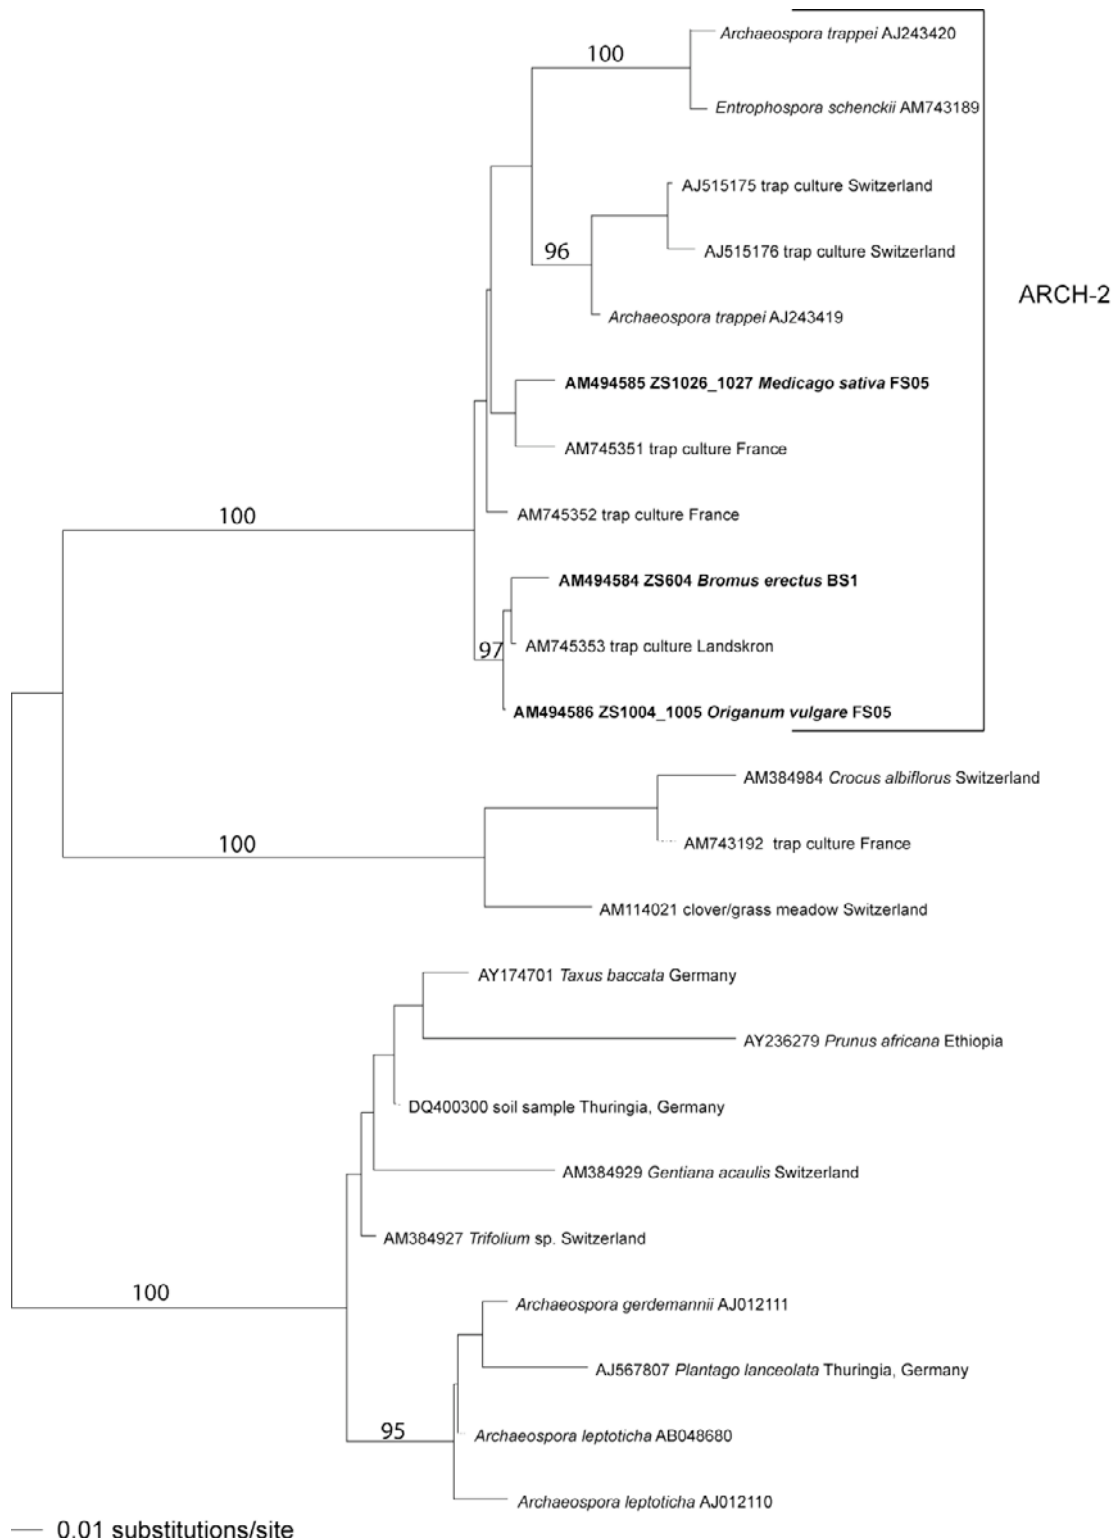 Archaeospora trappei AJ243420
100
Entrophospora schenckii AM743189
AJ515175 trap culture Switzerland
96
AJ515176 trap culture Switzerland
ARCH-2
Archaeospora trappei AJ243419
AM494585 ZS1026_1027 Medicago sativa FS05
AM745351 trap culture France
100
AM745352 trap culture France
AM494584 ZS604 Bromus erectus BS1
97
AM745353 trap culture Landskron
AM494586 ZS1004_1005 Origanum vulgare FS05
AM384984 Crocus albiflorus Switzerland
100
AM743192 trap culture France
AM114021 clover/grass meadow Switzerland
AY174701 Taxus baccata Germany
AY236279 Prunus africana Ethiopia
DQ400300 soil sample Thuringia, Germany
AM384929 Gentiana acaulis Switzerland
AM384927 Trifolium sp. Switzerland
100
Archaeospora gerdemannii AJ012111
AJ567807 Plantago lanceolata Thuringia, Germany
95
Archaeospora leptoticha AB048680
Archaeospora leptoticha AJ012110
0.01 substitutions/site